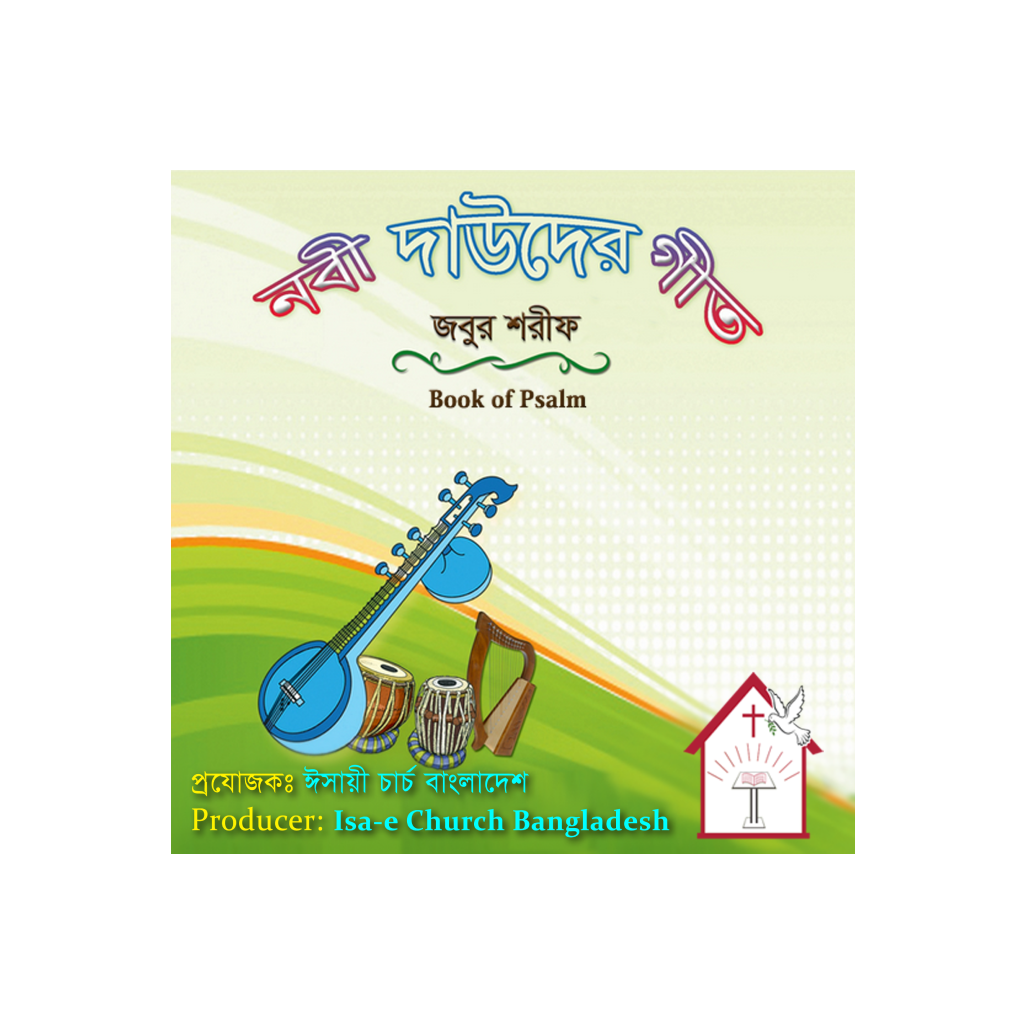 নবী দাউদের গীত
জবুর শরীফ
Book of Psalm
প্রযোজকঃ ঈসায়ী চার্চ বাংলাদেশ
Producer: Isa-e Church Bangladesh